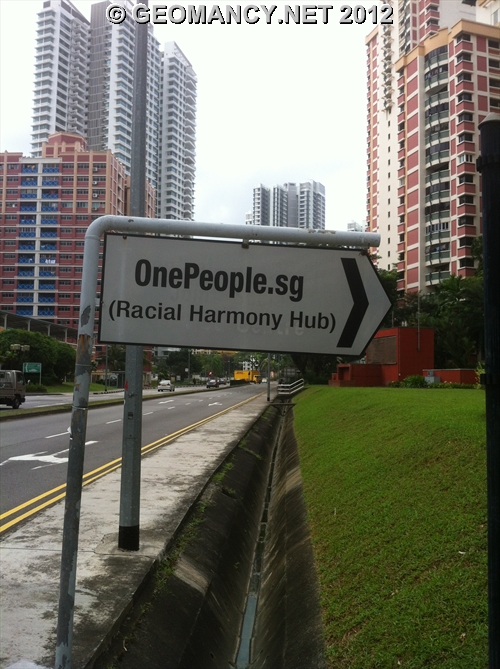 © GEOMANCY.NET 2012
OnePeople.sg
(Racial Harmony Hub)